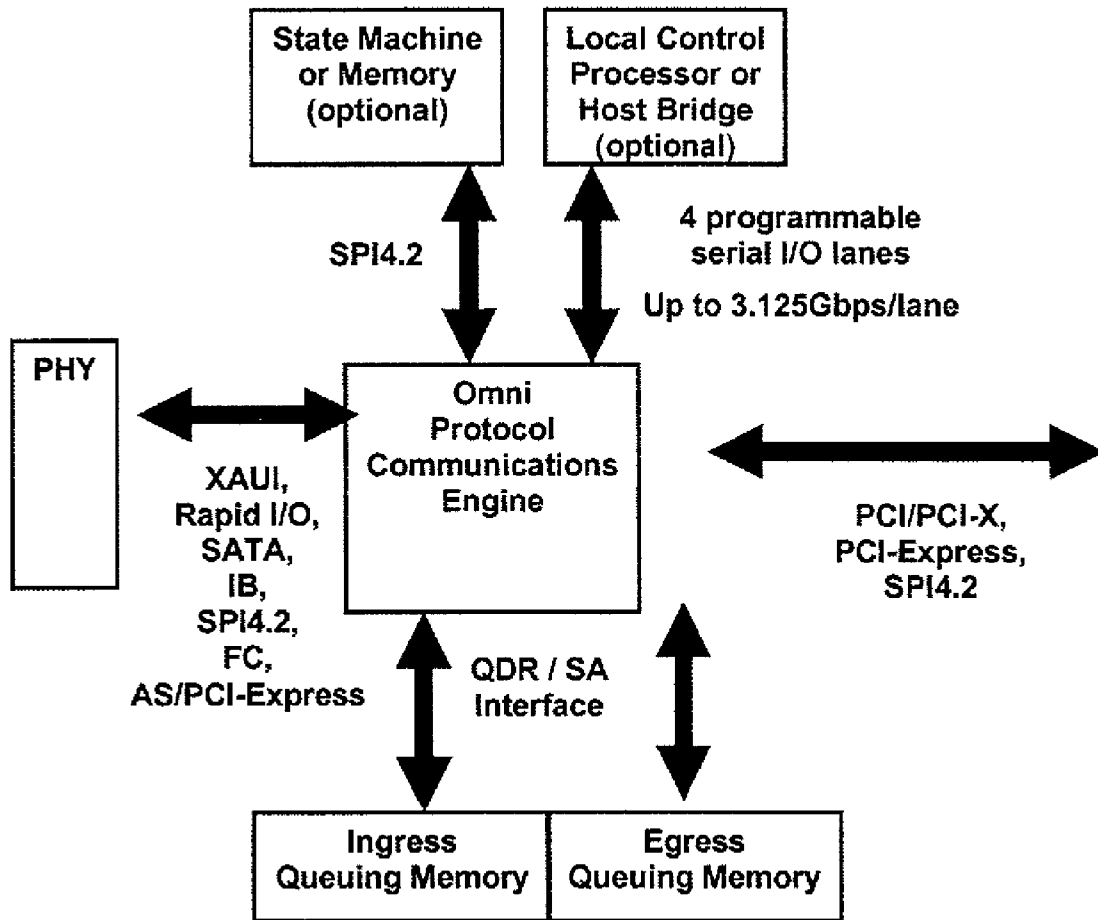 State Machine
or Memory
(optional)
Local Control
Processor or
Host Bridge
(optional)
SPI4.2
4 programmable
serial I/O lanes
Up to 3.125Gbps/lane
PHY
Omni
Protocol
Communications
Engine
XAUI,
Rapid I/O,
SATA,
IB,
SPI4.2,
FC,
AS/PCI-Express
PCI/PCI-X,
PCI-Express,
SPI4.2
QDR / SA
Interface
Ingress
Queuing Memory
Egress
Queuing Memory